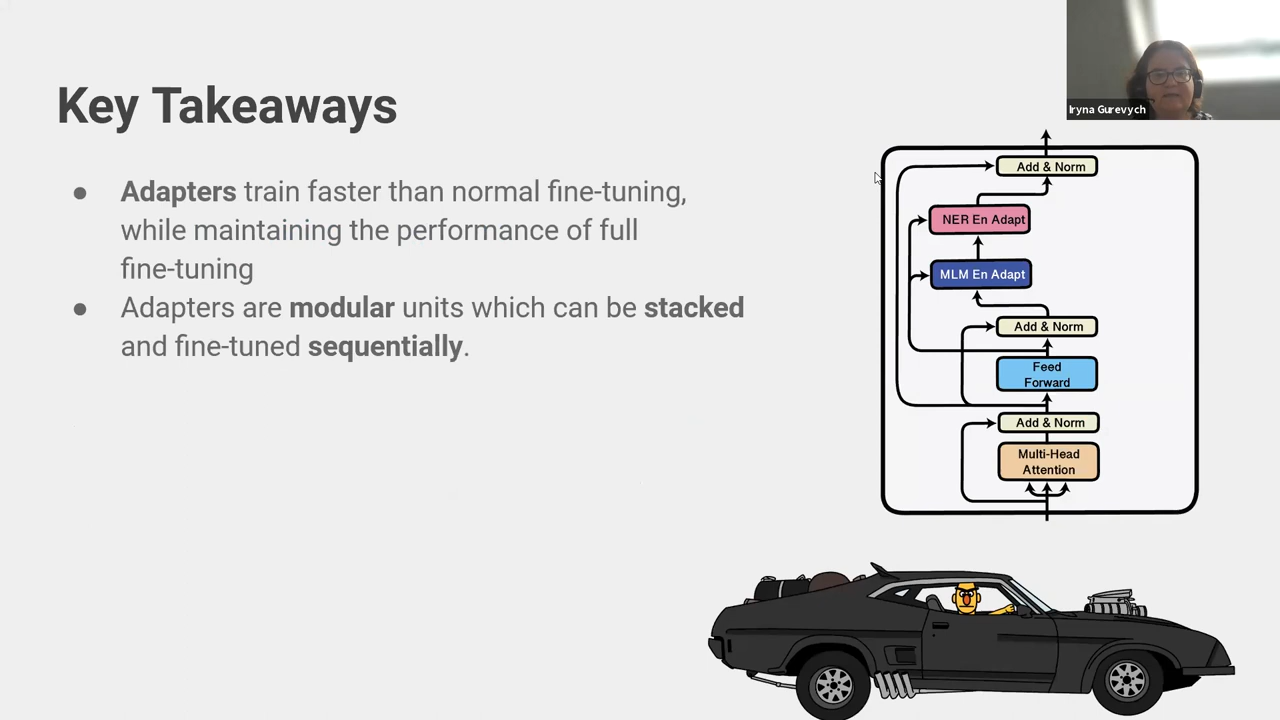 Iryna Gurevych
Key Takeaways
● Adapters train faster than normal fine-tuning,
while maintaining the performance of full
fine-tuning
● Adapters are modular units which can be stacked
and fine-tuned sequentially.
Add & Norm
NER En Adapt
MLM En Adapt
Add & Norm
Feed
Forward
Add & Norm
Multi-Head
Attention